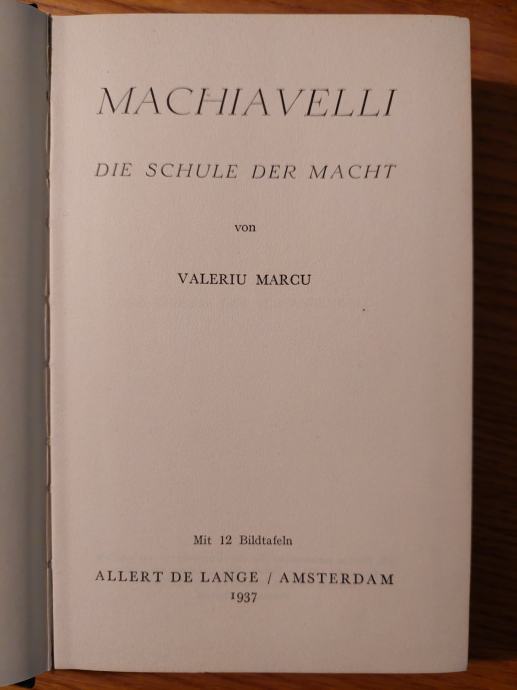 MACHIAVELLI
DIE SCHULE DER MACHT
von
VALERIU MARCU
Mit 12 Bildtafeln
ALLERT DE LANGE / AMSTERDAM
1937